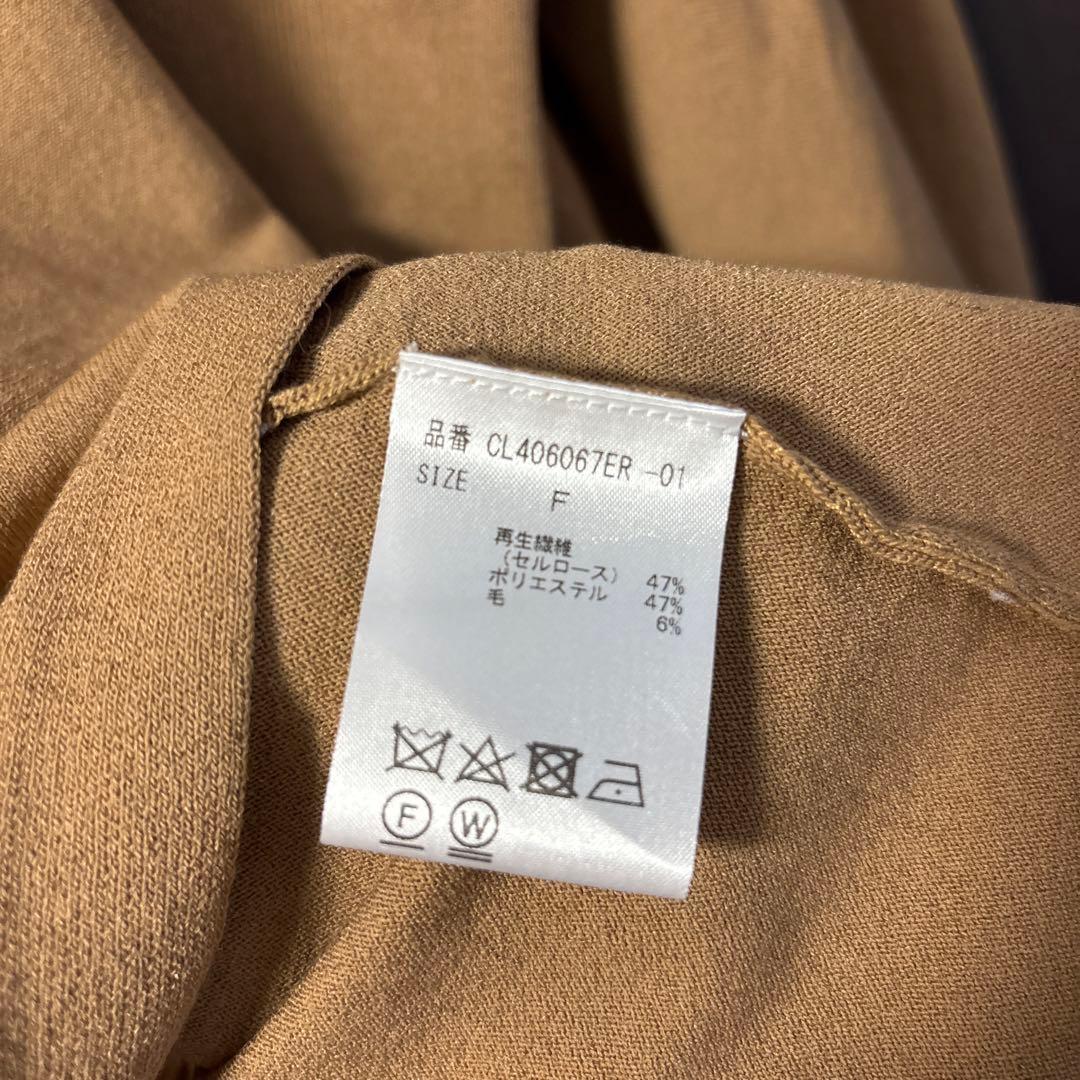 品番 CL406067ER -01
SIZE F
再生繊維
(セルロース) 47%
ポリエステル 47%
毛 6%
F W